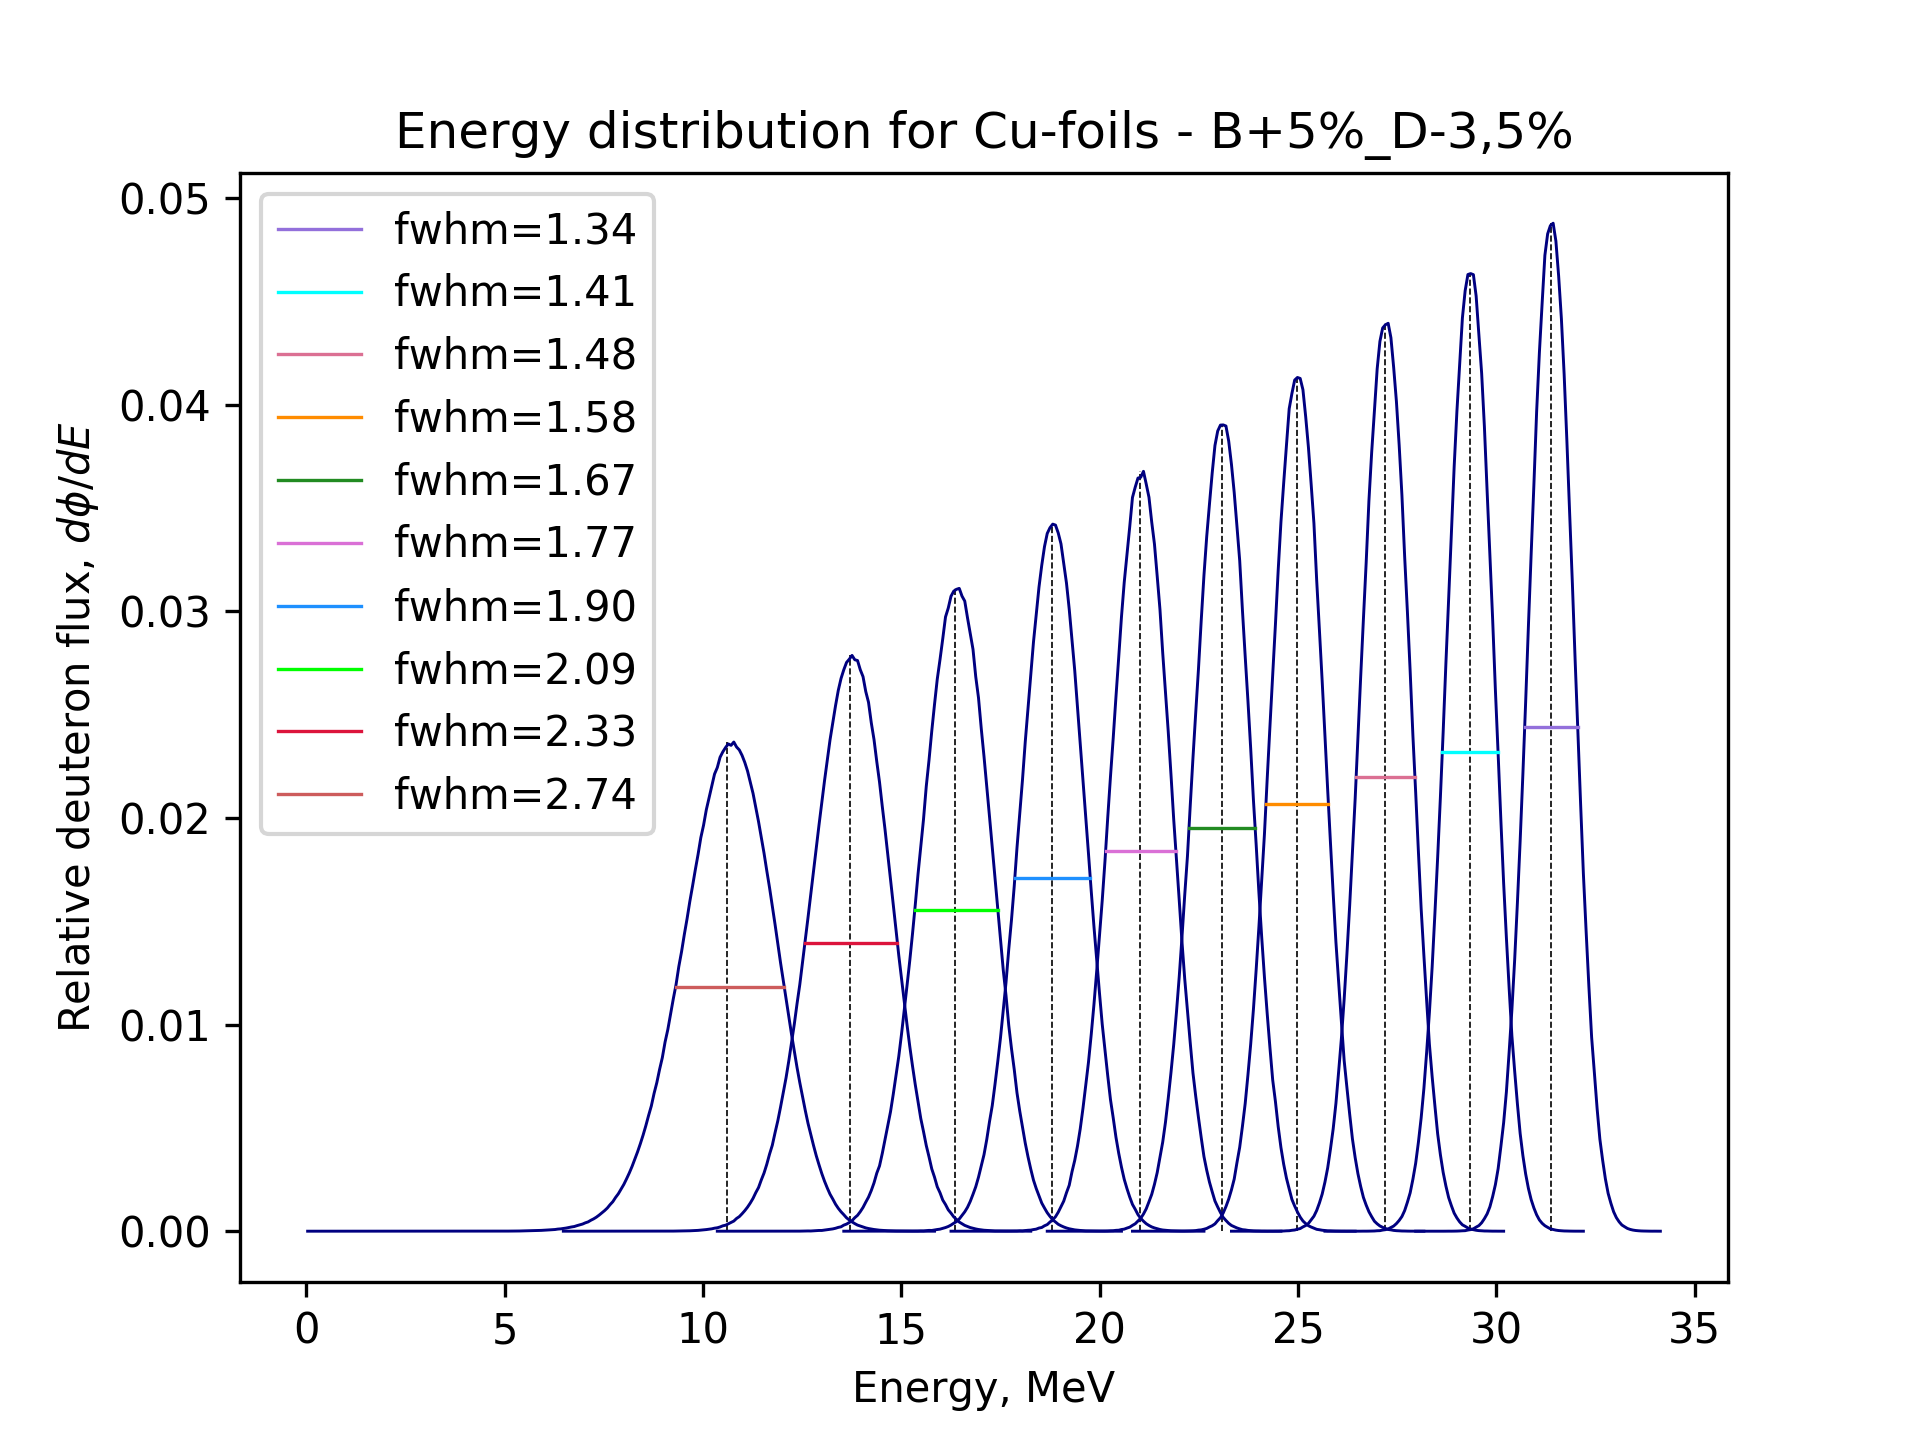 Energy distribution for Cu-foils - B+5%_D-3,5%
fwhm=1.34
fwhm=1.41
fwhm=1.48
fwhm=1.58
fwhm=1.67
fwhm=1.77
fwhm=1.90
fwhm=2.09
fwhm=2.33
fwhm=2.74
Relative deuteron flux, dϕ/dE
0.05
0.04
0.03
0.02
0.01
0.00
0 5 10 15 20 25 30 35
Energy, MeV